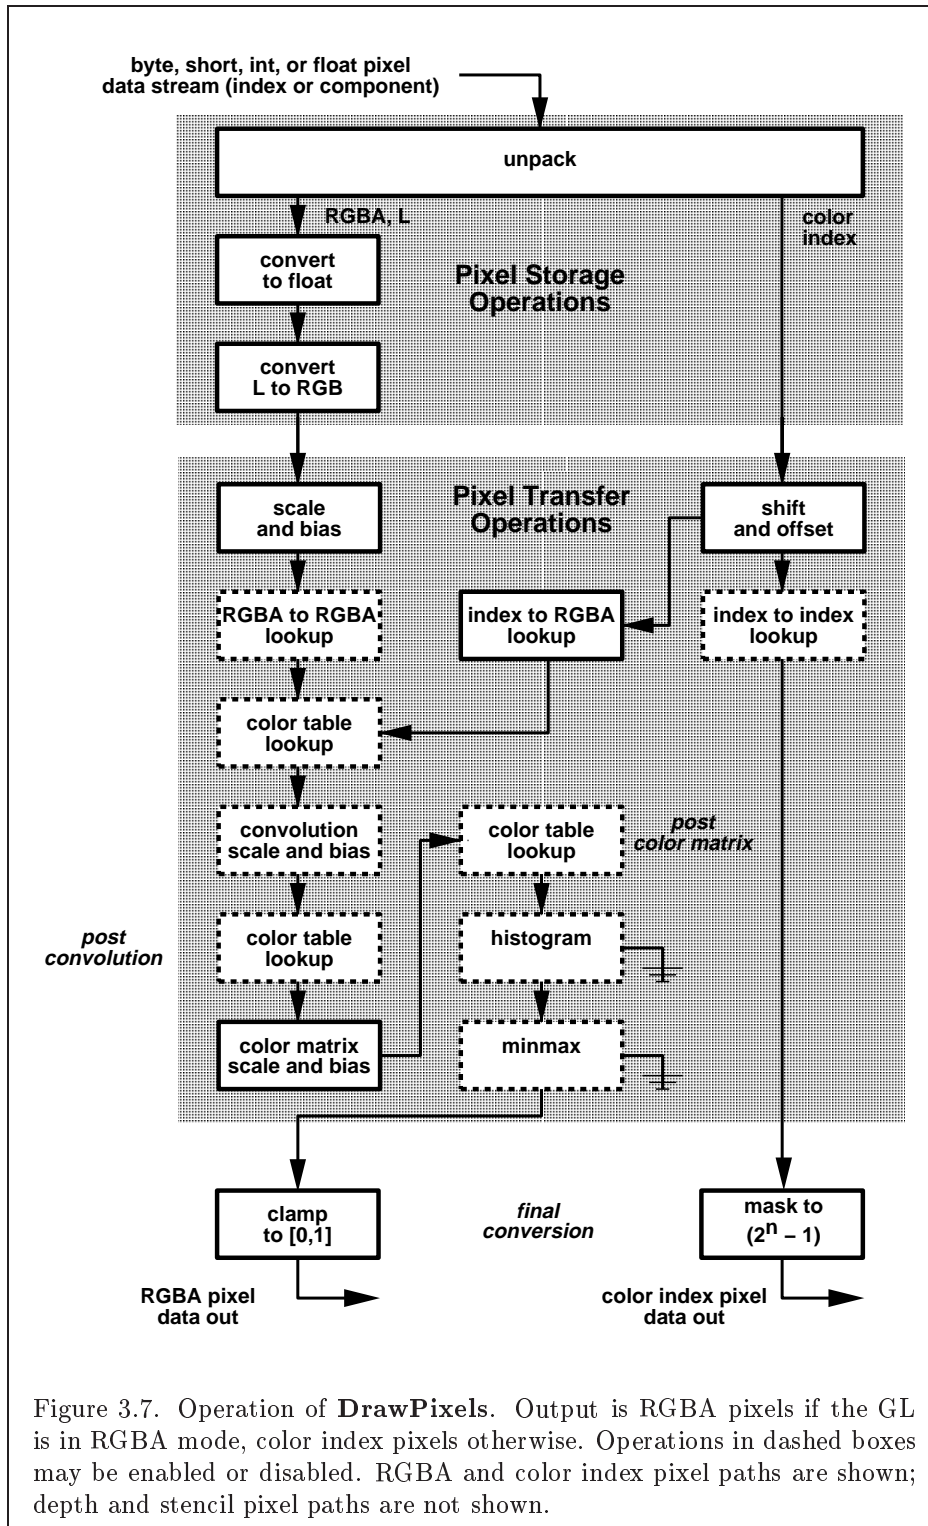 byte, short, int, or float pixel
data stream (index or component)
unpack
RGBA, L
color
index
convert
to float
Pixel Storage
Operations
convert
L to RGB
scale
and bias
Pixel Transfer
Operations
shift
and offset
RGBA to RGBA
lookup
index to RGBA
lookup
index to index
lookup
color table
lookup
convolution
scale and bias
color table
lookup
post
color matrix
post
convolution
color table
lookup
histogram
color matrix
scale and bias
minmax
clamp
to [0,1]
final
conversion
mask to
(2^n − 1)
RGBA pixel
data out
color index pixel
data out
Figure 3.7. Operation of DrawPixels. Output is RGBA pixels if the GL
is in RGBA mode, color index pixels otherwise. Operations in dashed boxes
may be enabled or disabled. RGBA and color index pixel paths are shown;
depth and stencil pixel paths are not shown.